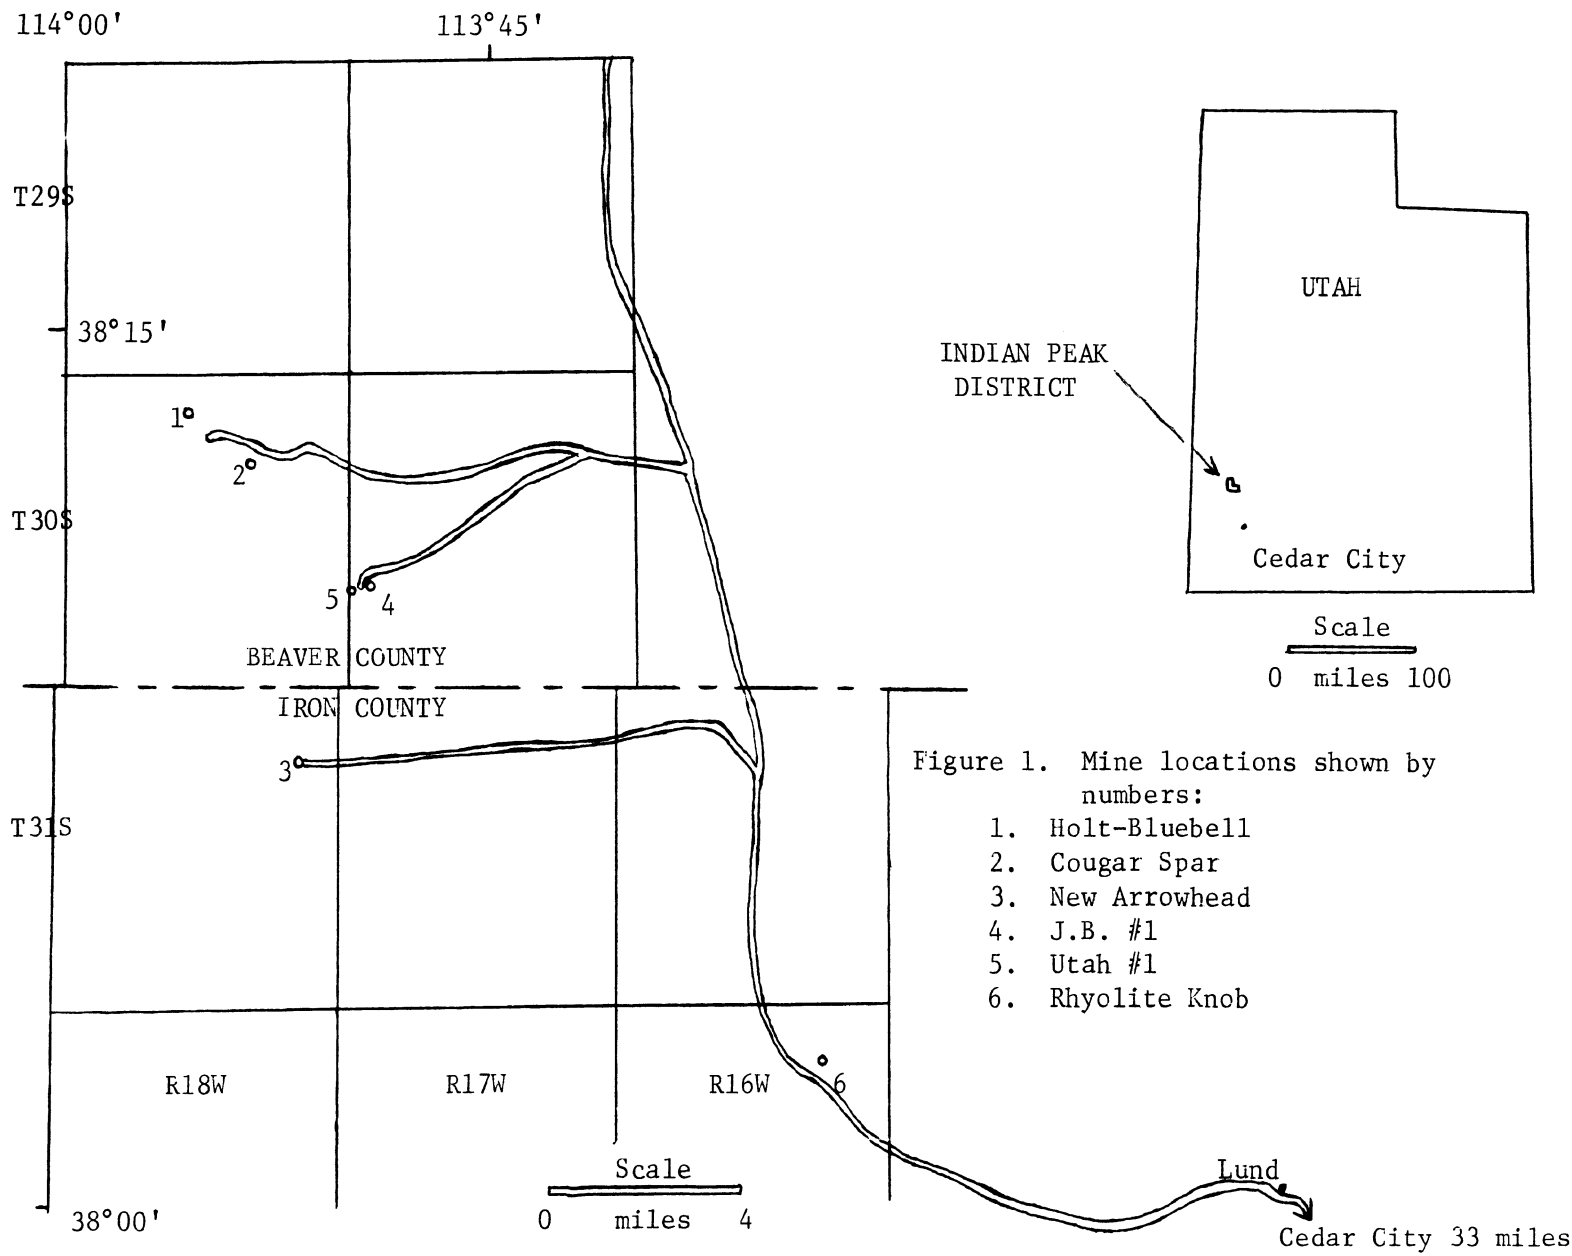 114°00'
113°45'
T29S
38°15'
1
2
T30S
5
4
BEAVER COUNTY
IRON COUNTY
3
T31S
R18W
R17W
R16W
6
Scale
0 miles 4
38°00'
Lund
Cedar City 33 miles
UTAH
INDIAN PEAK
DISTRICT
Cedar City
Scale
0 miles 100
Figure 1. Mine locations shown by
numbers:
1. Holt-Bluebell
2. Cougar Spar
3. New Arrowhead
4. J.B. #1
5. Utah #1
6. Rhyolite Knob